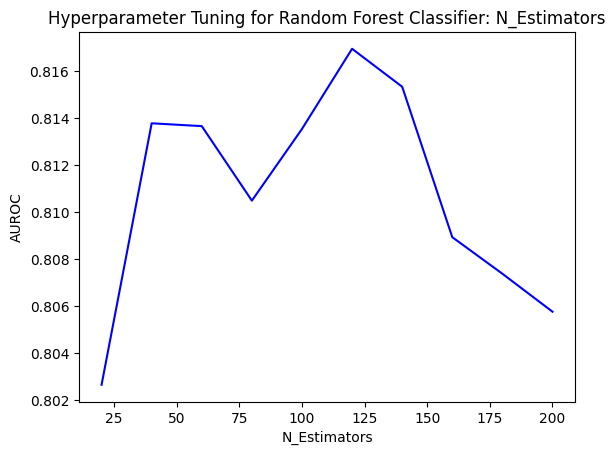 Hyperparameter Tuning for Random Forest Classifier: N_Estimators
0.816
0.814
0.812
0.810
0.808
0.806
0.804
0.802
AUROC
25 50 75 100 125 150 175 200
N_Estimators